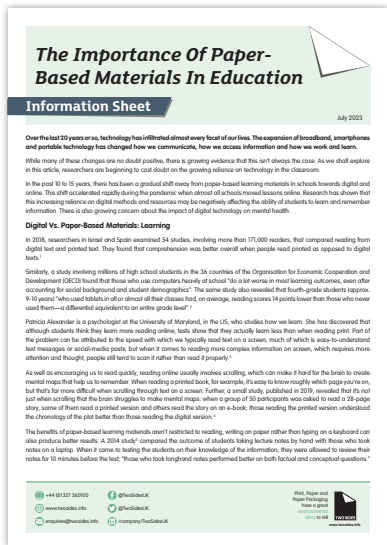 The Importance Of Paper-
Based Materials In Education
Information Sheet
July 2023
Over the last 20 years or so, technology has infiltrated almost every facet of our lives. The expansion of broadband, smartphones
and portable technology has changed how we communicate, how we access information and how we work and learn.
While many of these changes are no doubt positive, there is growing evidence that this isn't always the case. As we shall explore
in this article, researchers are beginning to cast doubt on the growing reliance on technology in the classroom.
In the past 10 to 15 years, there has been a gradual shift away from paper-based learning materials in schools towards digital and
online. This shift accelerated rapidly during the pandemic when almost all schools moved lessons online. Research has shown that
this increasing reliance on digital methods and resources may be negatively affecting the ability of students to learn and remember
information. There is also growing concern about the impact of digital technology on mental health.
Digital Vs. Paper-Based Materials: Learning
In 2018, researchers in Israel and Spain examined 54 studies, involving more than 171,000 readers, that compared reading from
digital text and printed text. They found that comprehension was better overall when people read printed as opposed to digital
texts.¹
Similarly, a study involving millions of high school students in the 36 countries of the Organisation for Economic Cooperation and
Development (OECD) found that those who used computers heavily at school "do a lot worse in most learning outcomes, even after
accounting for social background and student demographics". The same study also revealed that fourth-grade students (approx.
9-10 years) "who used tablets in all or almost all their classes had, on average, reading scores 14 points lower than those who never
used them—a differential equivalent to an entire grade level".²
Patricia Alexander is a psychologist at the University of Maryland, in the US, who studies how we learn. She has discovered that
although students think they learn more reading online, tests show that they actually learn less than when reading print. Part of
the problem can be attributed to the speed with which we typically read text on a screen, much of which is easy-to-understand
text messages or social-media posts; but when it comes to reading more complex information on screen, which requires more
attention and thought, people still tend to scan it rather than read it properly.³
As well as encouraging us to read quickly, reading online usually involves scrolling, which can make it hard for the brain to create
mental maps that help us to remember. When reading a printed book, for example, it's easy to know roughly which page you're on,
but that's far more difficult when scrolling through text on a screen. Further, a small study, published in 2019, revealed that it's not
just when scrolling that the brain struggles to make mental maps: when a group of 50 participants was asked to read a 28-page
story, some of them read a printed version and others read the story on an e-book; those reading the printed version understood
the chronology of the plot better than those reading the digital version.⁴
The benefits of paper-based learning materials aren't restricted to reading, writing on paper rather than typing on a keyboard can
also produce better results. A 2014 study⁵ compared the outcome of students taking lecture notes by hand with those who took
notes on a laptop. When it came to testing the students on their knowledge of the information, they were allowed to review their
notes for 10 minutes before the test; "those who took longhand notes performed better on both factual and conceptual questions."
+44 (0)1327 262920
@TwoSidesUK
www.twosides.info
@TwoSidesUK
enquiries@twosides.info
/company/TwoSidesUK
Print, Paper and
Paper Packaging
have a great
environmental
story to tell
TWO SIDES
www.twosides.info